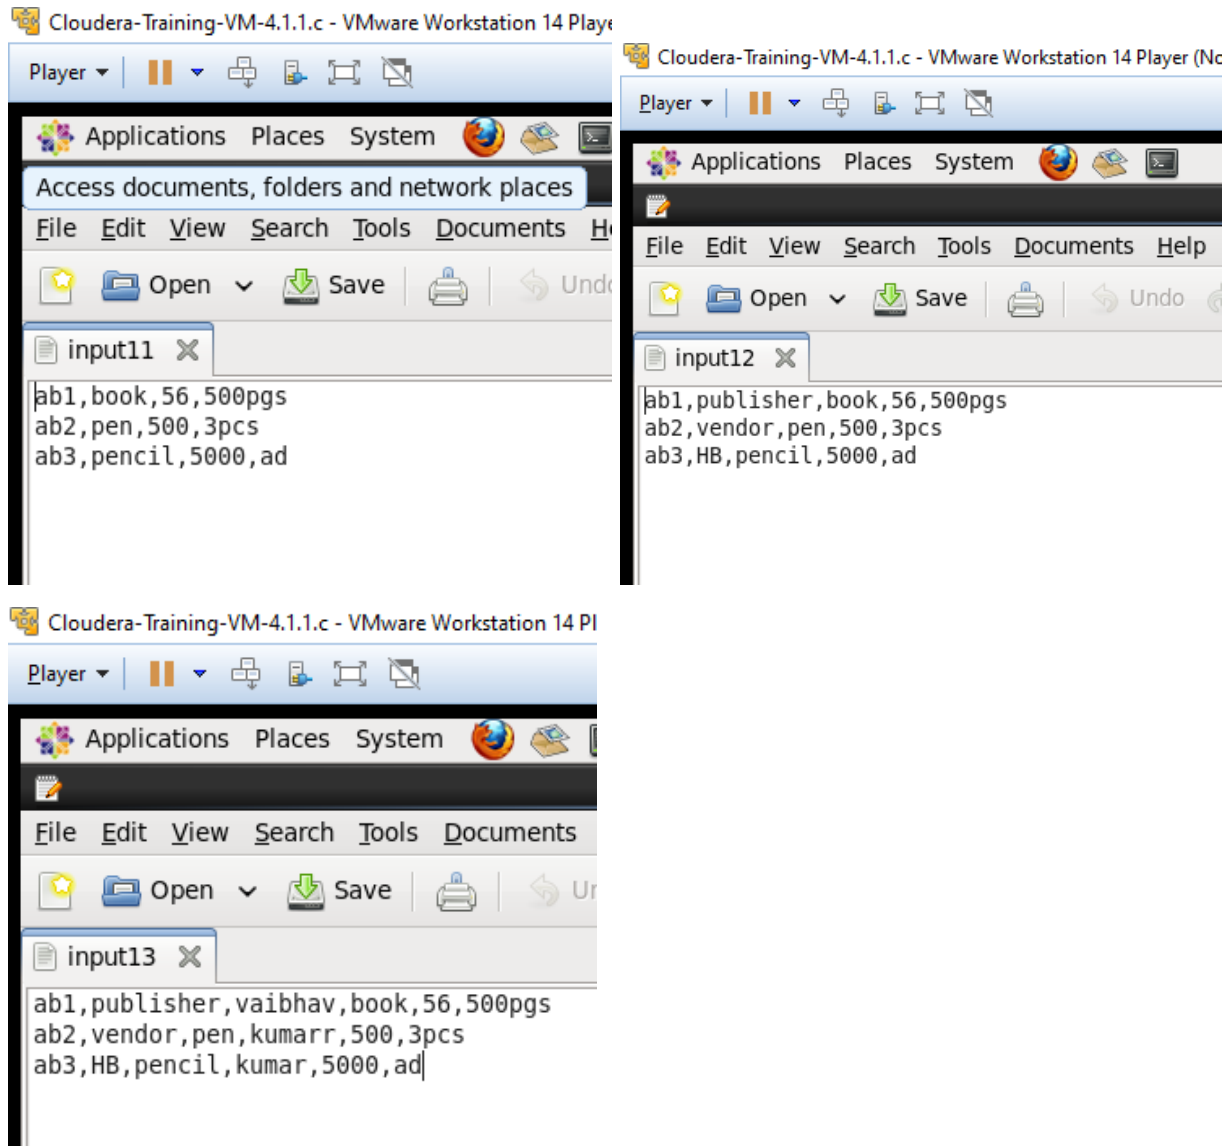 Cloudera-Training-VM-4.1.1.c - VMware Workstation 14 Playe
Player
Applications Places System
Access documents, folders and network places
File Edit View Search Tools Documents He
Open Save Undo
input11
ab1,book,56,500pgs
ab2,pen,500,3pcs
ab3,pencil,5000,ad
Cloudera-Training-VM-4.1.1.c - VMware Workstation 14 Player (No
Player
Applications Places System
File Edit View Search Tools Documents Help
Open Save Undo
input12
ab1,publisher,book,56,500pgs
ab2,vendor,pen,500,3pcs
ab3,HB,pencil,5000,ad
Cloudera-Training-VM-4.1.1.c - VMware Workstation 14 Pl
Player
Applications Places System
File Edit View Search Tools Documents
Open Save Un
input13
ab1,publisher,vaibhav,book,56,500pgs
ab2,vendor,pen,kumarr,500,3pcs
ab3,HB,pencil,kumar,5000,ad